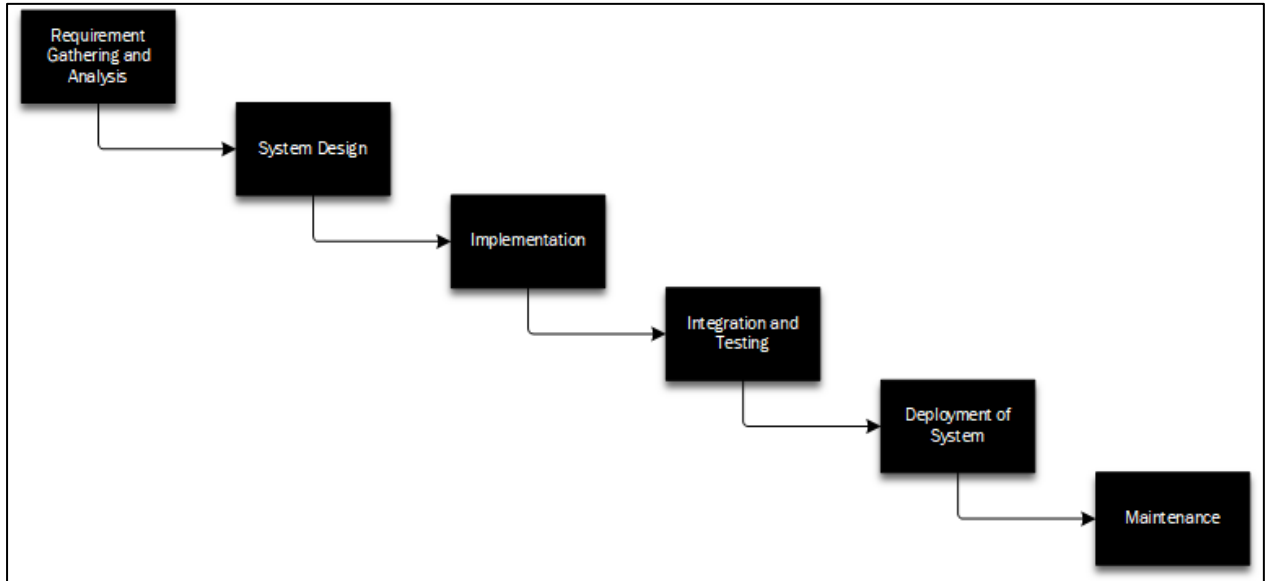 Requirement
Gathering and
Analysis
System Design
Implementation
Integration and
Testing
Deployment of
System
Maintenance